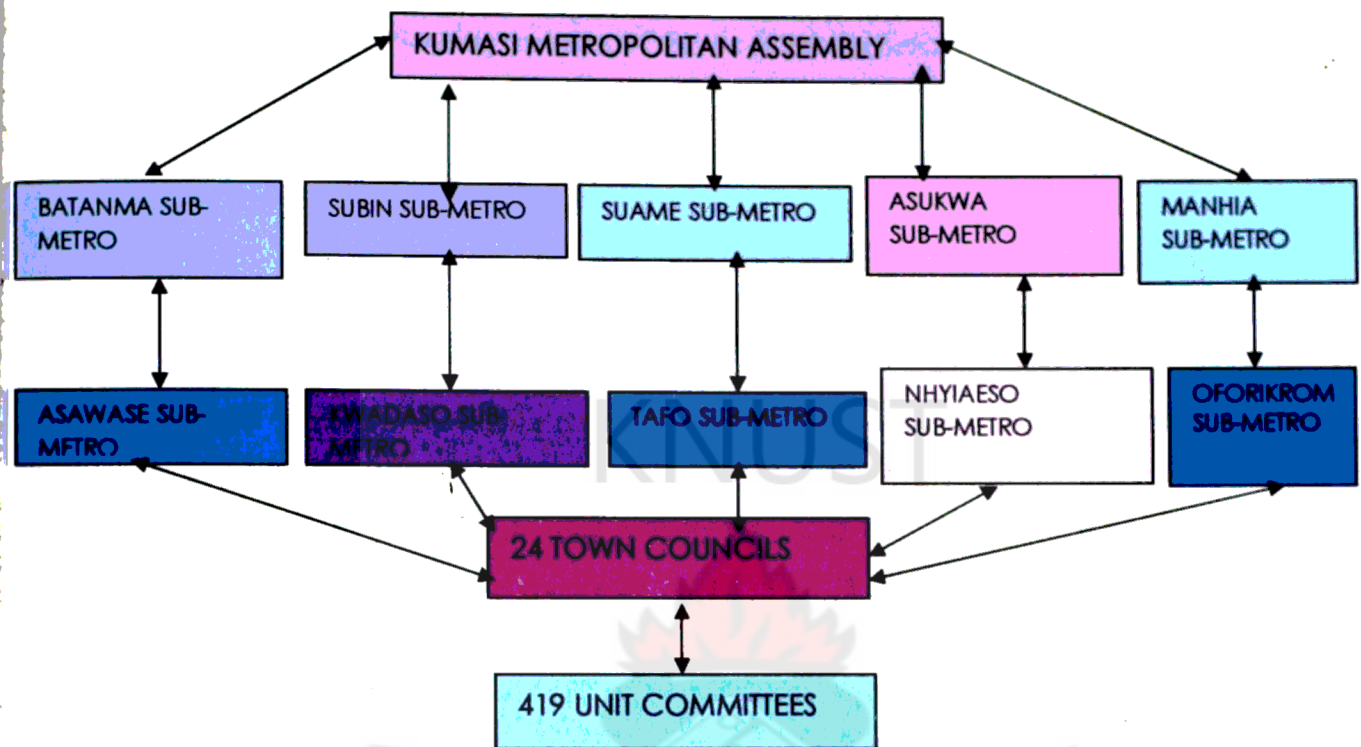 KUMASI METROPOLITAN ASSEMBLY
BATANMA SUB-
METRO
SUBIN SUB-METRO
SUAME SUB-METRO
ASUKWA
SUB-METRO
MANHIA
SUB-METRO
ASAWASE SUB-
METRO
KWADASO SUB-
METRO
TAFO SUB-METRO
NHYIAESO
SUB-METRO
OFORIKROM
SUB-METRO
KNUST
24 TOWN COUNCILS
419 UNIT COMMITTEES